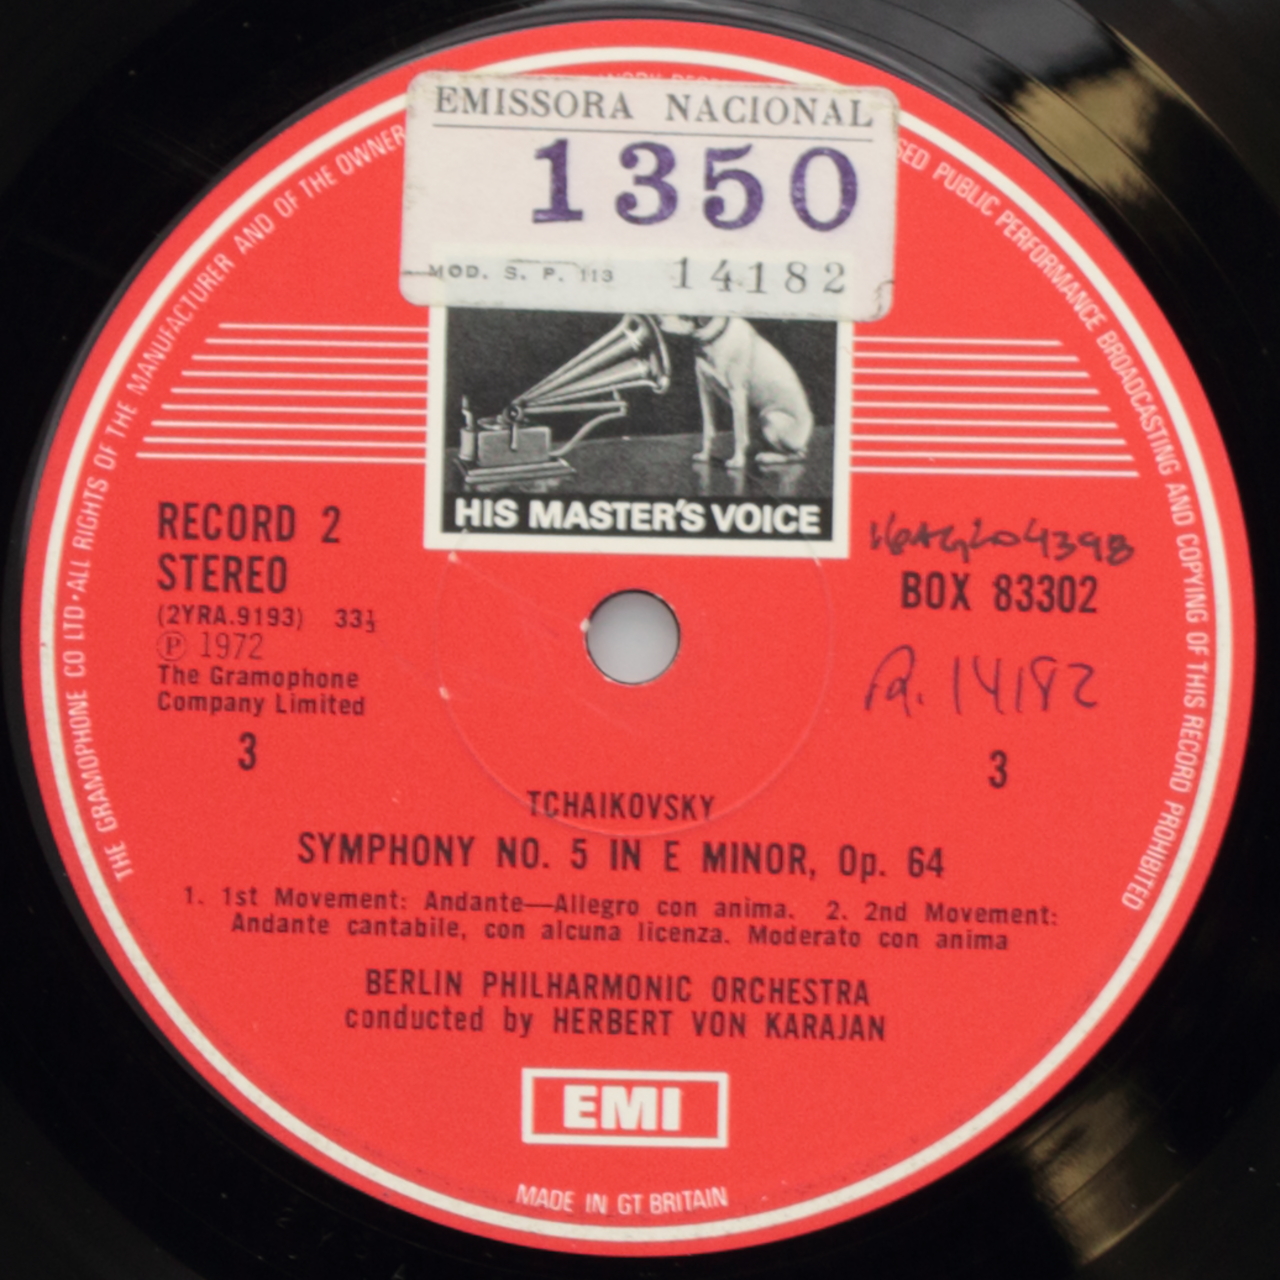 EMISSORA NACIONAL
1350
MOD. S. P. 113 14182
HIS MASTER'S VOICE
RECORD 2
STEREO
(2YRA.9193) 33⅓
℗ 1972
The Gramophone
Company Limited
3
BOX 83302
R. 14182
3
TCHAIKOVSKY
SYMPHONY NO. 5 IN E MINOR, Op. 64
1. 1st Movement: Andante—Allegro con anima. 2. 2nd Movement:
Andante cantabile, con alcuna licenza. Moderato con anima
BERLIN PHILHARMONIC ORCHESTRA
conducted by HERBERT VON KARAJAN
EMI
THE GRAMOPHONE CO LTD · ALL RIGHTS OF THE MANUFACTURER AND OF THE OWNER
PUBLIC PERFORMANCE BROADCASTING AND COPYING OF THIS RECORD PROHIBITED
MADE IN GT BRITAIN